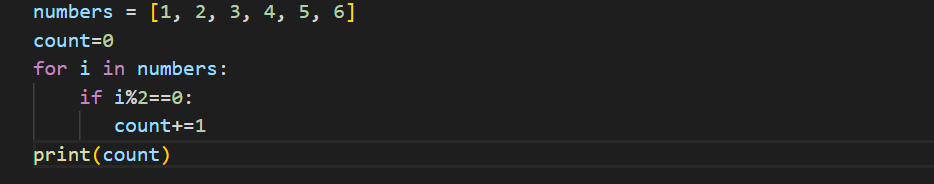 numbers = [1, 2, 3, 4, 5, 6]
count=0
for i in numbers:
    if i%2==0:
       count+=1
print(count)